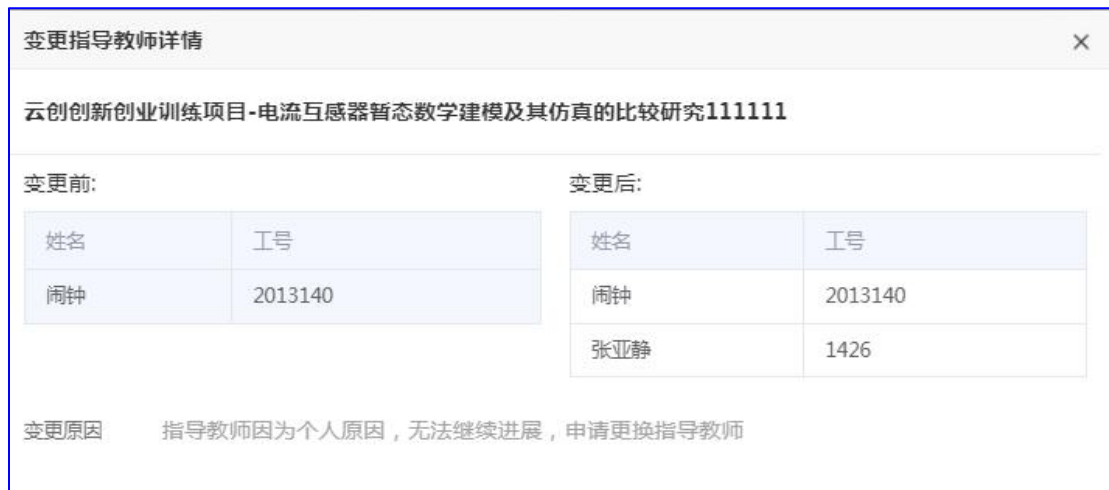 变更指导教师详情 ×
云创创新创业训练项目-电流互感器暂态数学建模及其仿真的比较研究111111
变更前:
变更后:
姓名 工号
姓名 工号
闹钟 2013140
闹钟 2013140
张亚静 1426
变更原因 指导教师因为个人原因，无法继续进展，申请更换指导教师